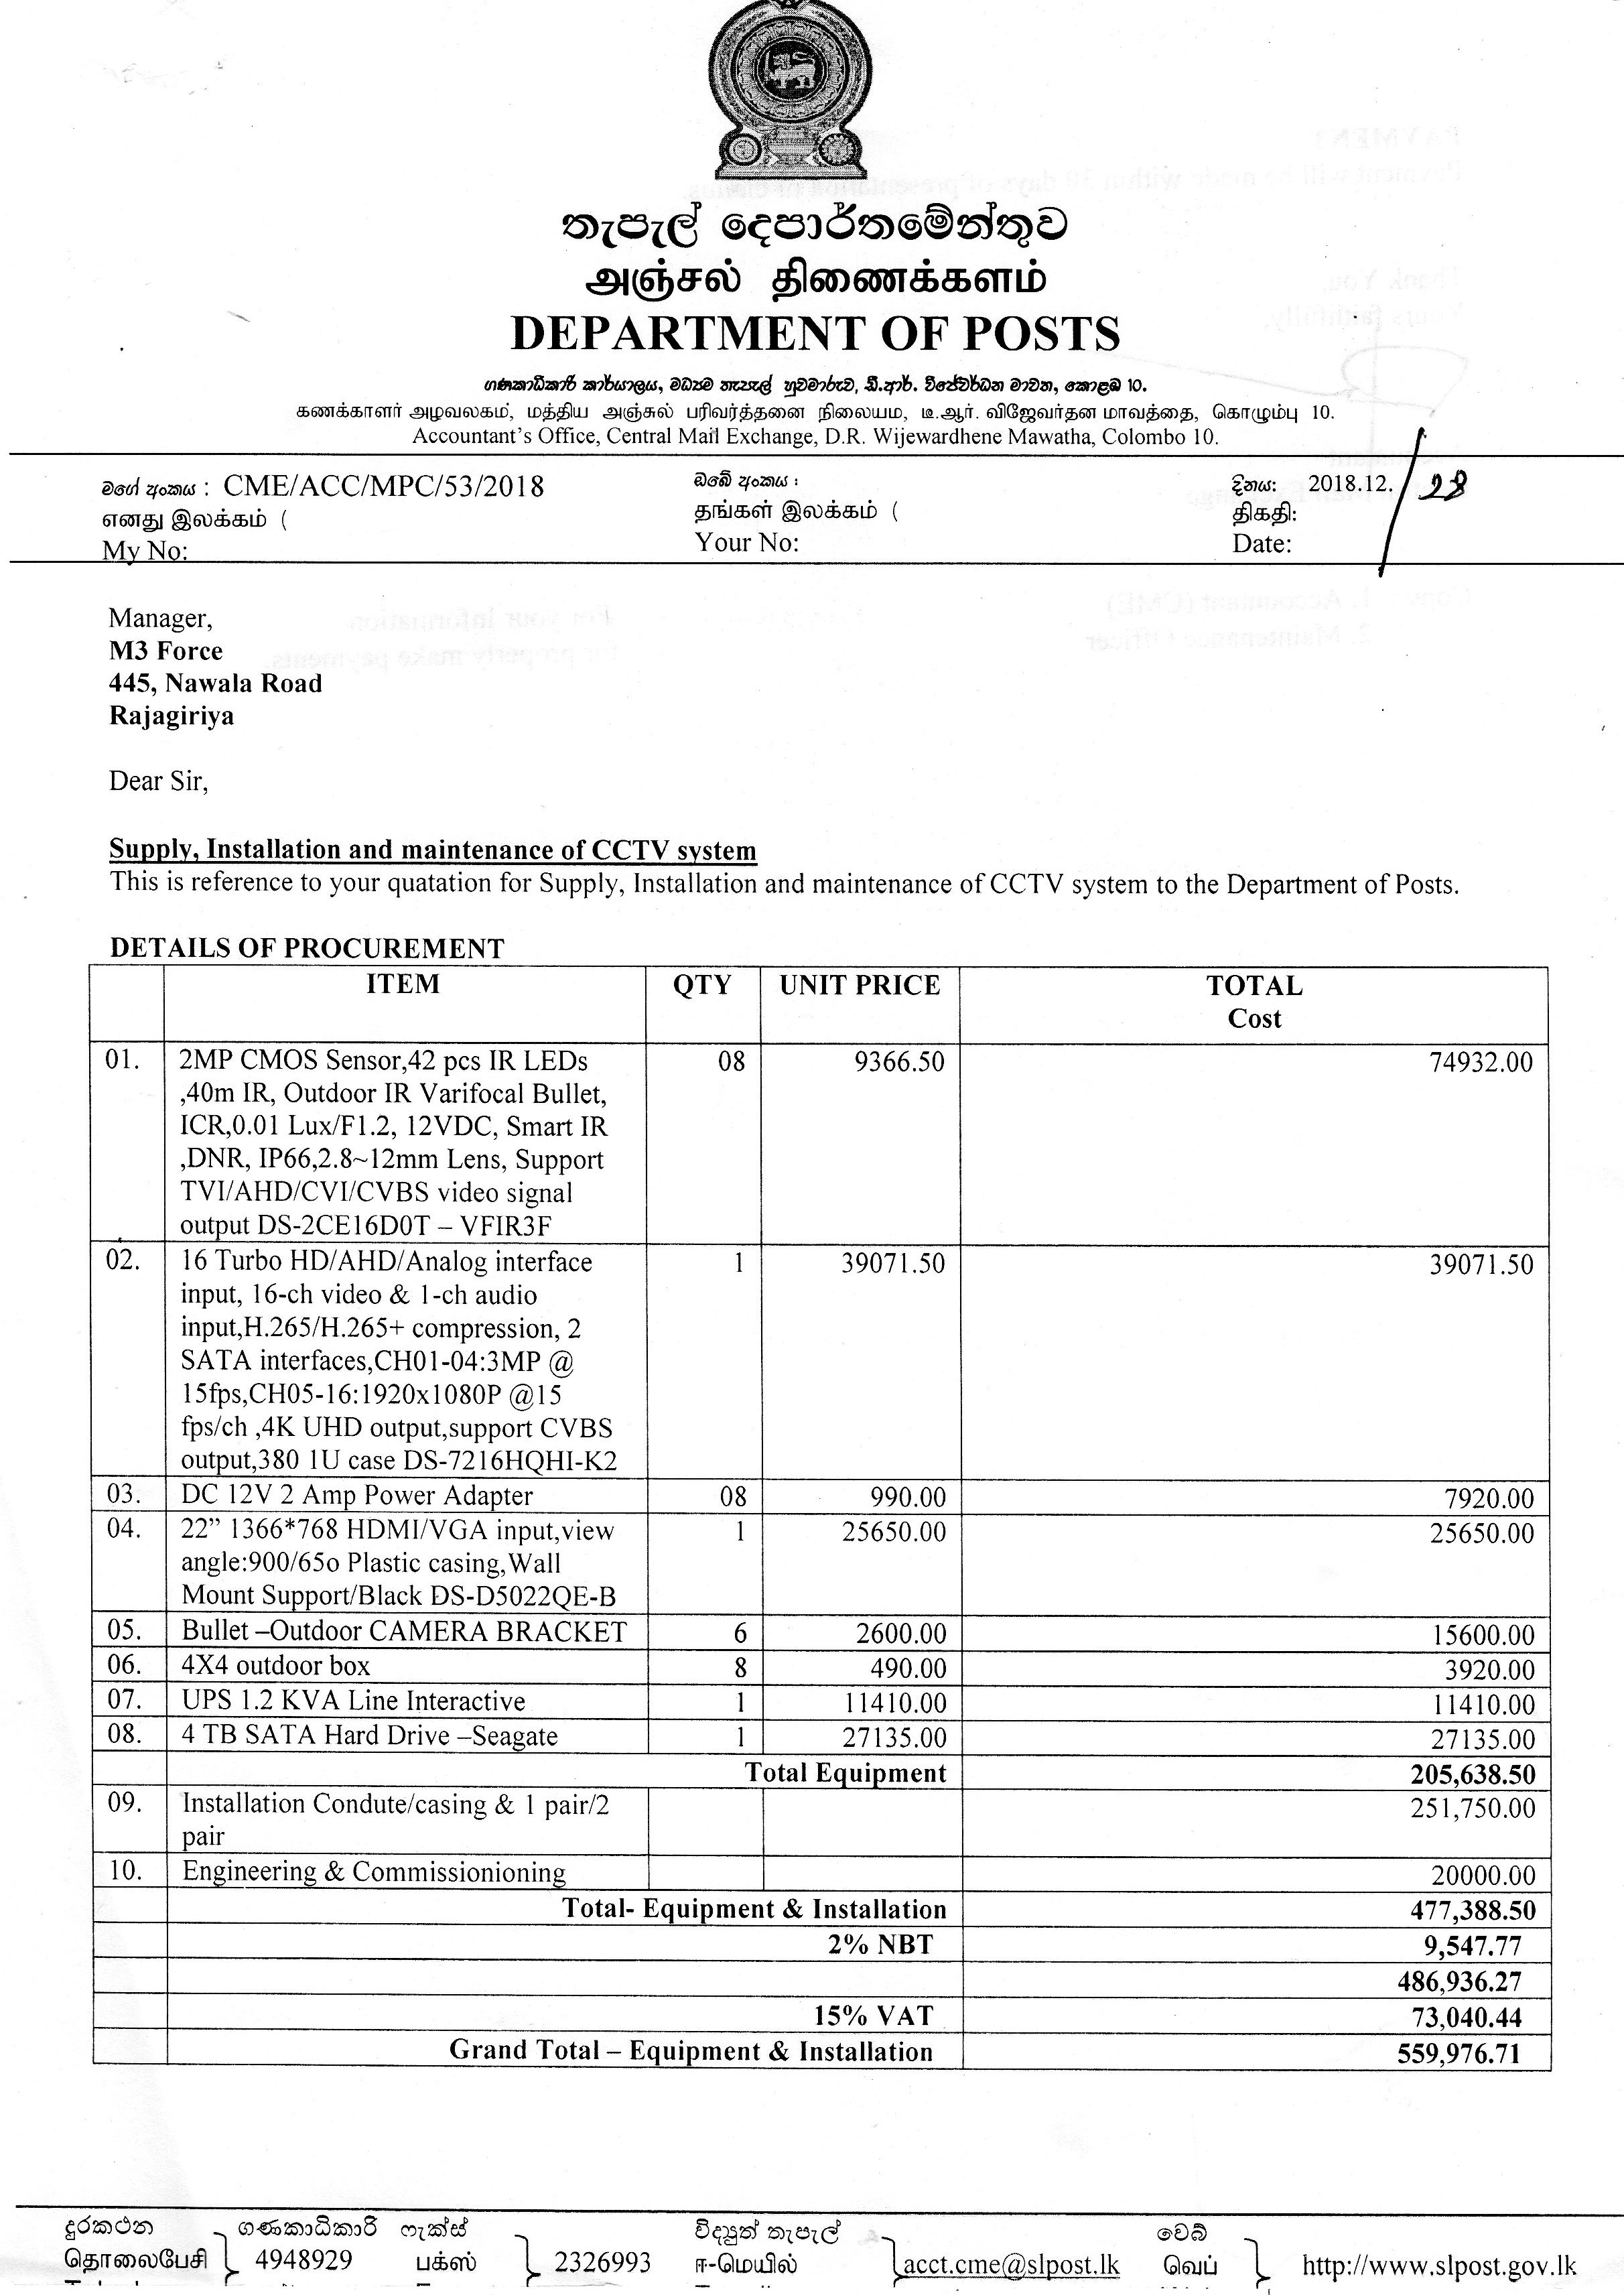 තැපැල් දෙපාර්තමේන්තුව
அஞ்சல் திணைக்களம்
DEPARTMENT OF POSTS
ගණකාධිකාරි කාර්යාලය, මධ්‍යම තැපැල් හුවමාරුව, ඩී.ආර්. විජේවර්ධන මාවත, කොළඹ 10.
கணக்காளர் அழவலகம், மத்திய அஞ்சுல் பரிவர்த்தனை நிலையம, டீ.ஆர். விஜேவர்தன மாவத்தை, கொழும்பு 10.
Accountant's Office, Central Mail Exchange, D.R. Wijewardhene Mawatha, Colombo 10.
මගේ අංකය : CME/ACC/MPC/53/2018 ඔබේ අංකය : දිනය: 2018.12. / 28
எனது இலக்கம் ( தங்கள் இலக்கம் ( திகதி:
My No: Your No: Date:
Manager,
M3 Force
445, Nawala Road
Rajagiriya
Dear Sir,
Supply, Installation and maintenance of CCTV system
This is reference to your quatation for Supply, Installation and maintenance of CCTV system to the Department of Posts.
DETAILS OF PROCUREMENT
ITEM QTY UNIT PRICE TOTAL
Cost
01. 2MP CMOS Sensor,42 pcs IR LEDs 08 9366.50 74932.00
,40m IR, Outdoor IR Varifocal Bullet,
ICR,0.01 Lux/F1.2, 12VDC, Smart IR
,DNR, IP66,2.8~12mm Lens, Support
TVI/AHD/CVI/CVBS video signal
output DS-2CE16D0T – VFIR3F
02. 16 Turbo HD/AHD/Analog interface 1 39071.50 39071.50
input, 16-ch video & 1-ch audio
input,H.265/H.265+ compression, 2
SATA interfaces,CH01-04:3MP @
15fps,CH05-16:1920x1080P @15
fps/ch ,4K UHD output,support CVBS
output,380 1U case DS-7216HQHI-K2
03. DC 12V 2 Amp Power Adapter 08 990.00 7920.00
04. 22” 1366*768 HDMI/VGA input,view 1 25650.00 25650.00
angle:900/65o Plastic casing,Wall
Mount Support/Black DS-D5022QE-B
05. Bullet –Outdoor CAMERA BRACKET 6 2600.00 15600.00
06. 4X4 outdoor box 8 490.00 3920.00
07. UPS 1.2 KVA Line Interactive 1 11410.00 11410.00
08. 4 TB SATA Hard Drive –Seagate 1 27135.00 27135.00
Total Equipment 205,638.50
09. Installation Condute/casing & 1 pair/2 251,750.00
pair
10. Engineering & Commissionioning 20000.00
Total- Equipment & Installation 477,388.50
2% NBT 9,547.77
486,936.27
15% VAT 73,040.44
Grand Total – Equipment & Installation 559,976.71
දුරකථන ගණකාධිකාරි ෆැක්ස් විද්‍යුත් තැපැල් වෙබ්
தொலைபேசி 4948929 பக்ஸ் 2326993 ஈ-மெயில் acct.cme@slpost.lk வெப் http://www.slpost.gov.lk